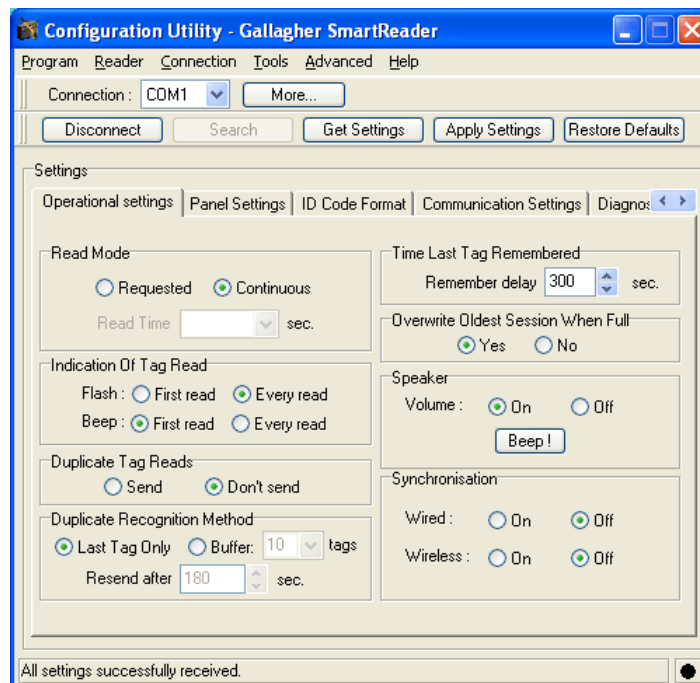 Configuration Utility - Gallagher SmartReader
Program Reader Connection Tools Advanced Help
Connection : COM1 More...
Disconnect Search Get Settings Apply Settings Restore Defaults
Settings
Operational settings Panel Settings ID Code Format Communication Settings Diagnos
Read Mode
Requested Continuous
Read Time sec.
Indication Of Tag Read
Flash : First read Every read
Beep : First read Every read
Duplicate Tag Reads
Send Don't send
Duplicate Recognition Method
Last Tag Only Buffer: 10 tags
Resend after 180 sec.
Time Last Tag Remembered
Remember delay 300 sec.
Overwrite Oldest Session When Full
Yes No
Speaker
Volume : On Off
Beep !
Synchronisation
Wired : On Off
Wireless : On Off
All settings successfully received.